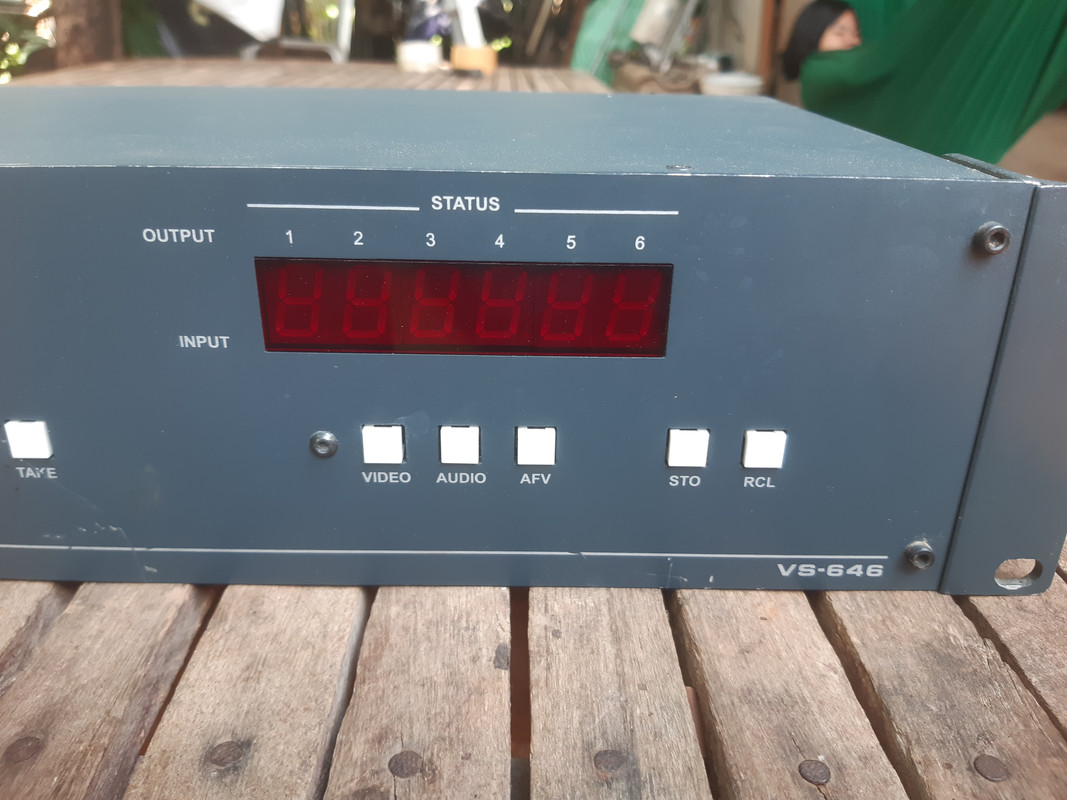 STATUS
OUTPUT 1 2 3 4 5 6
INPUT
TAKE VIDEO AUDIO AFV STO RCL
VS-646